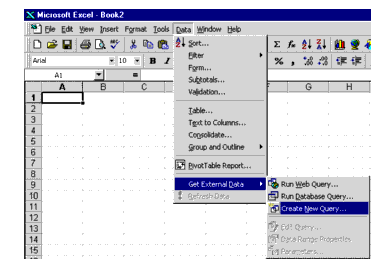 Microsoft Excel - Book2
File Edit View Insert Format Tools Data Window Help
Arial 10 B I % ,
A1 =
A B C F G H
1
2
3
4
5
6
7
8
9
10
11
12
13
14
15
Sort...
Filter
Form...
Subtotals...
Validation...
Table...
Text to Columns...
Consolidate...
Group and Outline
PivotTable Report...
Get External Data
Refresh Data
Run Web Query...
Run Database Query...
Create New Query...
Edit Query...
Data Range Properties
Parameters...